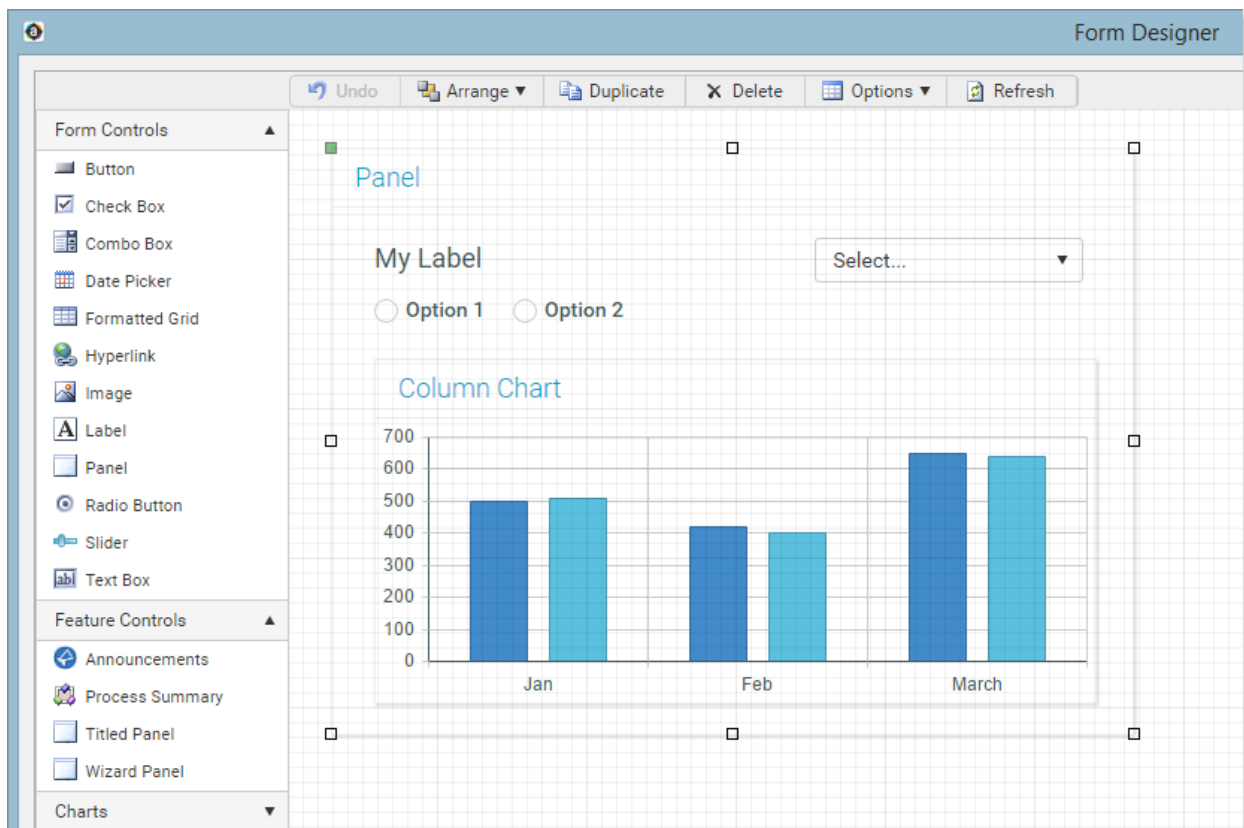 Form Designer
Undo Arrange Duplicate Delete Options Refresh
Form Controls
Button
Check Box
Combo Box
Date Picker
Formatted Grid
Hyperlink
Image
A Label
Panel
Radio Button
Slider
abl Text Box
Feature Controls
Announcements
Process Summary
Titled Panel
Wizard Panel
Charts
Panel
My Label Select...
Option 1 Option 2
Column Chart
700
600
500
400
300
200
100
0
Jan Feb March